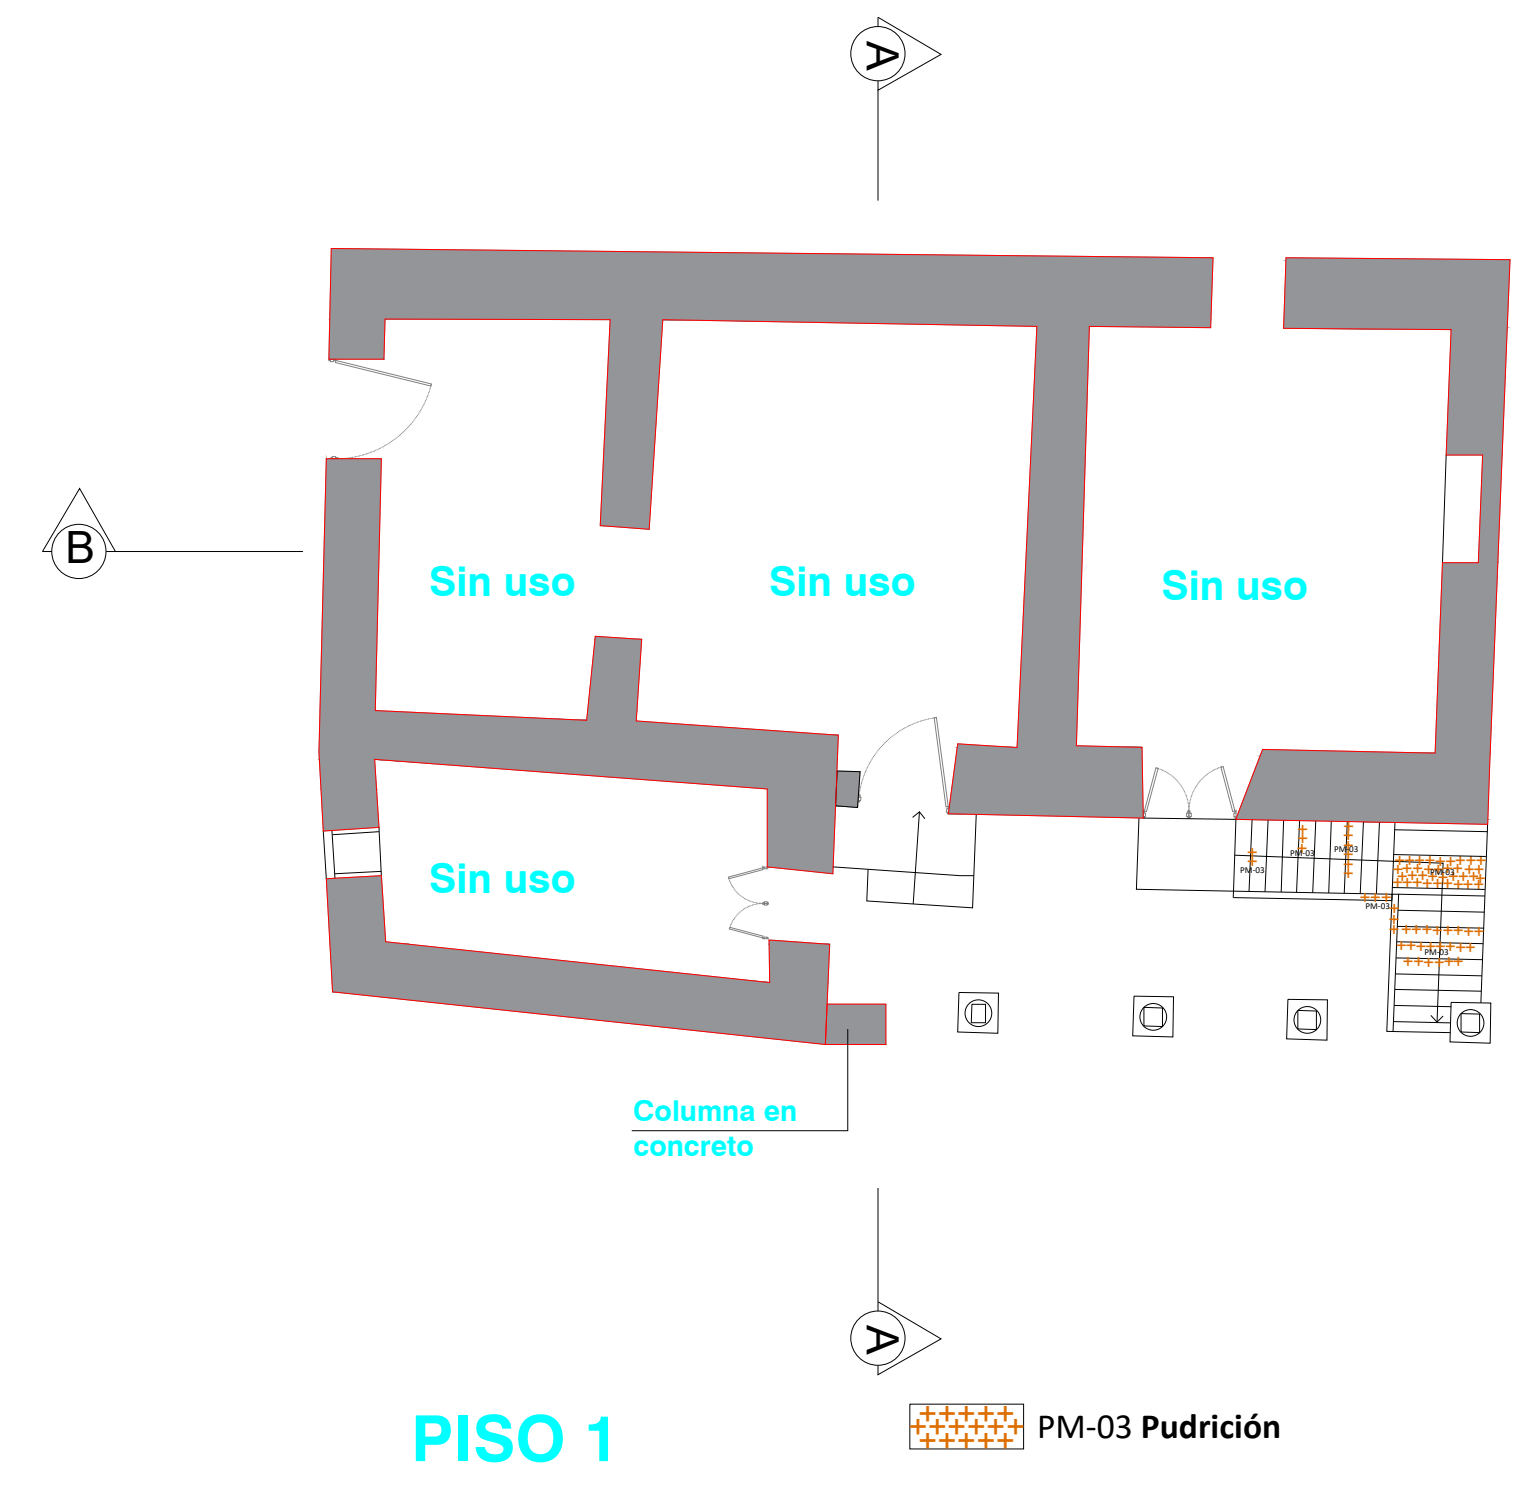 A
B
Sin uso
Sin uso
Sin uso
PM-03
PM-03
PM-03
PM-03
Sin uso
PM-03
PM-03
Columna en
concreto
A
PISO 1
PM-03 Pudrición